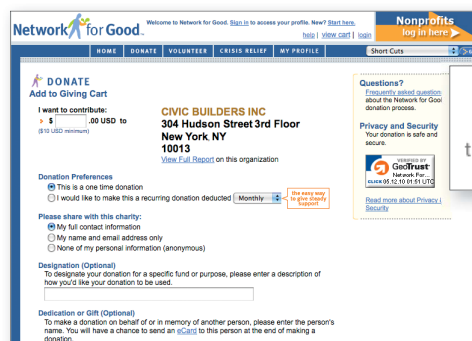 Network for Good
Welcome to Network for Good. Sign in to access your profile. New? Start here.
help | view cart | login
Nonprofits
log in here
HOME DONATE VOLUNTEER CRISIS RELIEF MY PROFILE
Short Cuts
DONATE
Add to Giving Cart
I want to contribute:
$ .00 USD to
($10 USD minimum)
CIVIC BUILDERS INC
304 Hudson Street 3rd Floor
New York, NY
10013
View Full Report on this organization
Donation Preferences
This is a one time donation
I would like to make this a recurring donation deducted Monthly
the easy way
to give steady
support
Please share with this charity:
My full contact information
My name and email address only
None of my personal information (anonymous)
Designation (Optional)
To designate your donation for a specific fund or purpose, please enter a description of
how you'd like your donation to be used.
Dedication or Gift (Optional)
To make a donation on behalf of or in memory of another person, please enter the person's
name. You will have a chance to send an eCard to this person at the end of making a
donation.
Questions?
Frequently asked question
about the Network for Goo
donation process.
Privacy and Security
Your donation is safe and
secure.
VERIFIED BY
GeoTrust
Network For...
CLICK 05.12.10 01:51 UTC
Read more about Privacy
Security
t